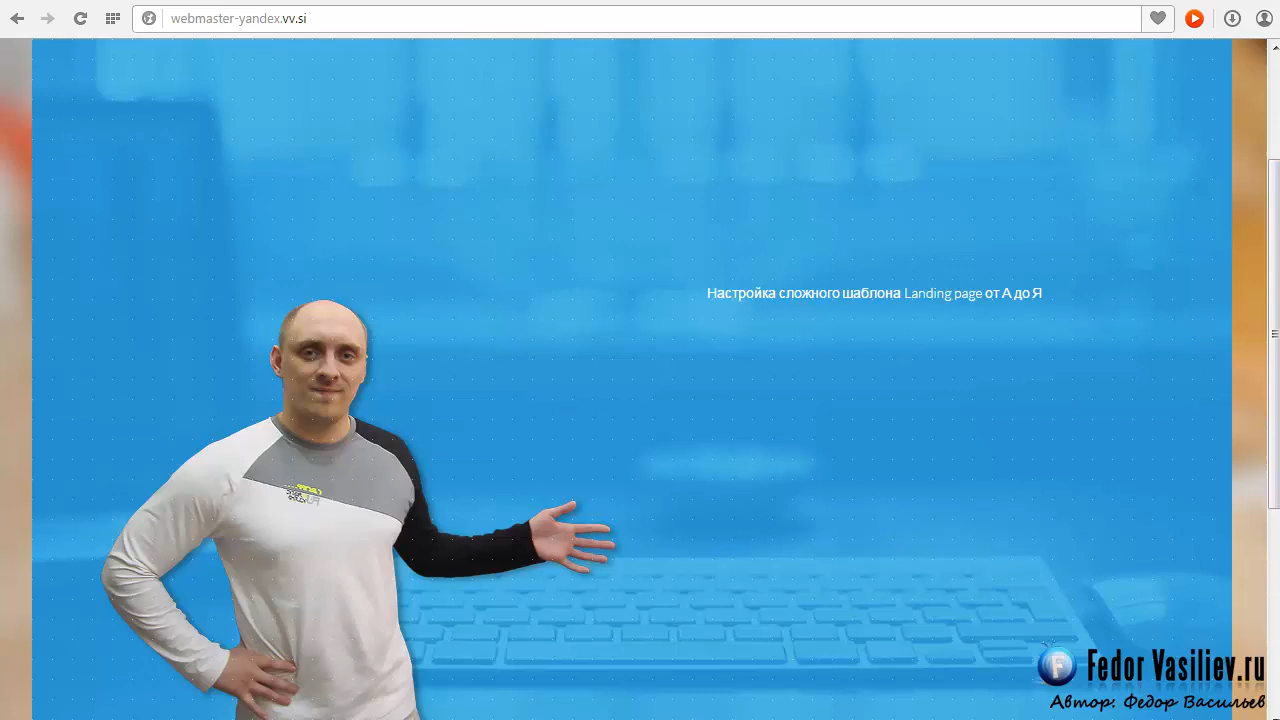 webmaster-yandex.vv.si
Настройка сложного шаблона Landing page от А до Я
F
Fedor Vasiliev.ru
Автор: Федор Васильев